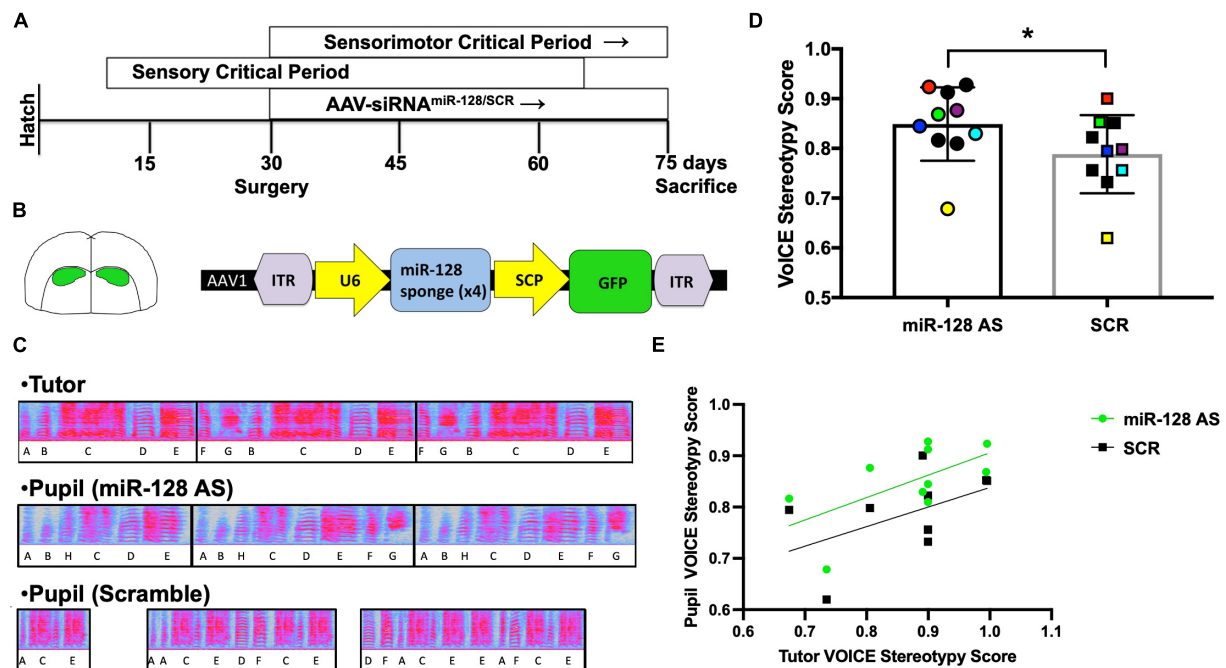 A
Sensorimotor Critical Period →
Sensory Critical Period
AAV-siRNA^miR-128/SCR →
Hatch
15 30 45 60 75 days
Surgery Sacrifice
B
AAV1 ITR U6 miR-128 sponge (x4) SCP GFP ITR
C
•Tutor
A B C D E F G B C D E F G B C D E
•Pupil (miR-128 AS)
A B H C D E A B H C D E F G A B H C D E F G
•Pupil (Scramble)
A C E A A C E D F C E D F A C E E A F C E
D
*
VoICE Stereotypy Score
1.0
0.9
0.8
0.7
0.6
0.5
miR-128 AS SCR
E
Pupil VOICE Stereotypy Score
1.0
0.9
0.8
0.7
0.6
0.6 0.7 0.8 0.9 1.0 1.1
Tutor VOICE Stereotypy Score
miR-128 AS
SCR